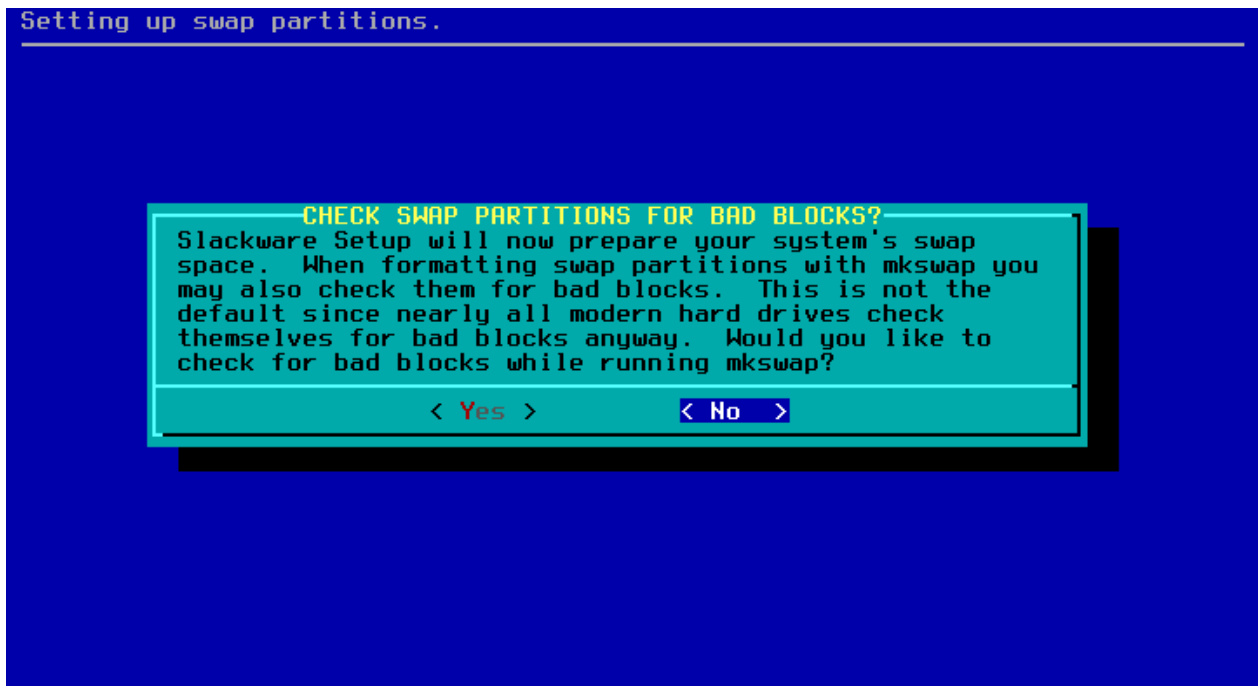 Setting up swap partitions.
CHECK SWAP PARTITIONS FOR BAD BLOCKS?
Slackware Setup will now prepare your system's swap
space.  When formatting swap partitions with mkswap you
may also check them for bad blocks.  This is not the
default since nearly all modern hard drives check
themselves for bad blocks anyway.  Would you like to
check for bad blocks while running mkswap?
< Yes > < No  >